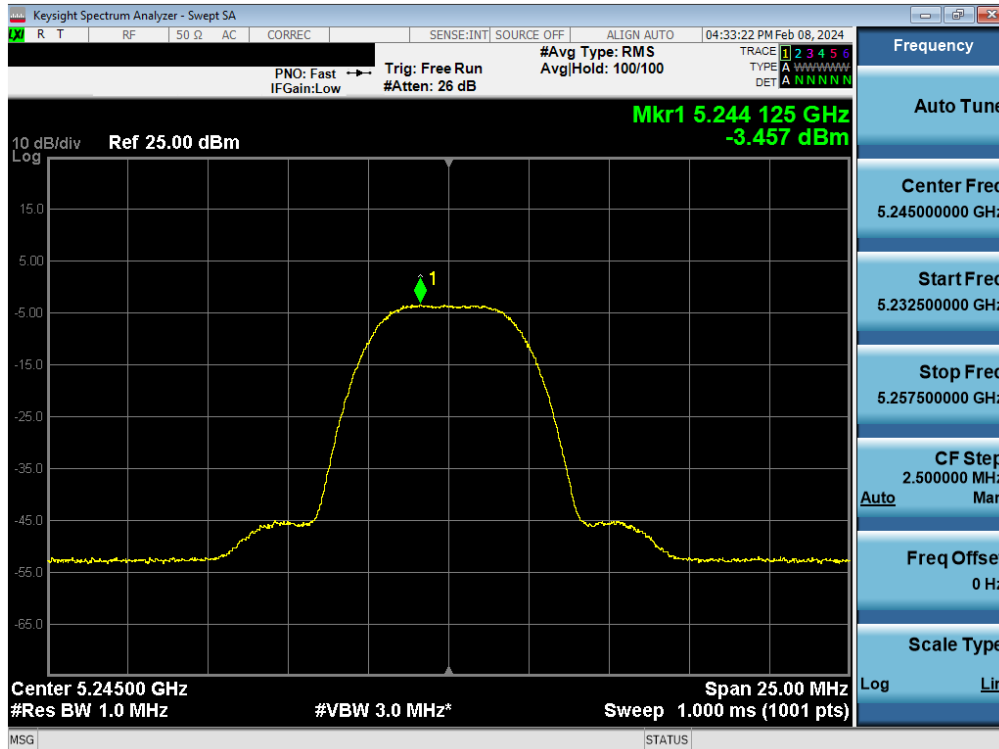 Keysight Spectrum Analyzer - Swept SA
LXI R T RF 50 Ω AC CORREC SENSE:INT SOURCE OFF ALIGN AUTO 04:33:22 PM Feb 08, 2024
PNO: Fast
IFGain:Low
Trig: Free Run
#Atten: 26 dB
#Avg Type: RMS
Avg|Hold: 100/100
TRACE 1 2 3 4 5 6
TYPE A WWWWW
DET A N N N N N
Mkr1 5.244 125 GHz
-3.457 dBm
10 dB/div
Log
Ref 25.00 dBm
15.0
5.00
1
-5.00
-15.0
-25.0
-35.0
-45.0
-55.0
-65.0
Center 5.24500 GHz
#Res BW 1.0 MHz
#VBW 3.0 MHz*
Span 25.00 MHz
Sweep 1.000 ms (1001 pts)
MSG
STATUS
Frequency
Auto Tune
Center Freq
5.245000000 GHz
Start Freq
5.232500000 GHz
Stop Freq
5.257500000 GHz
CF Step
2.500000 MHz
Auto Man
Freq Offset
0 Hz
Scale Type
Log Lin